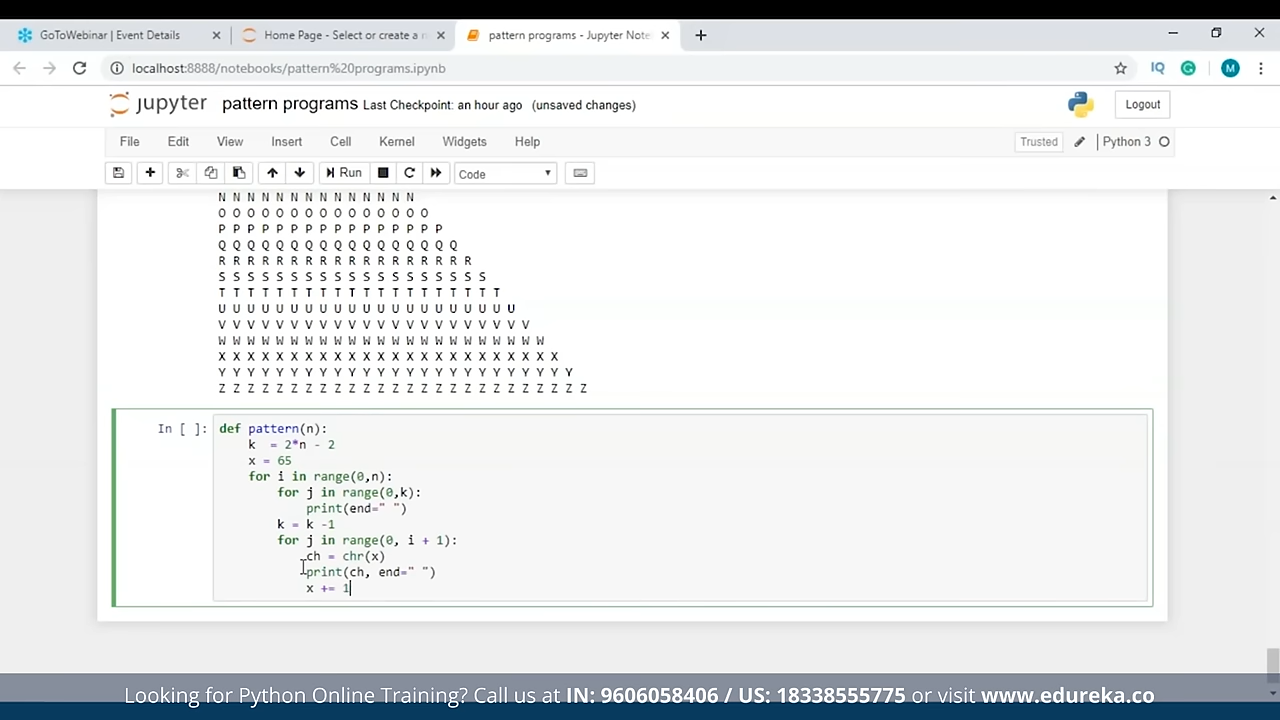 GoToWebinar | Event Details
Home Page - Select or create a n
pattern programs - Jupyter Note
localhost:8888/notebooks/pattern%20programs.ipynb
IQ
M
jupyter pattern programs Last Checkpoint: an hour ago (unsaved changes)
Logout
File Edit View Insert Cell Kernel Widgets Help
Trusted
Python 3
Run
Code
N N N N N N N N N N N N N N
O O O O O O O O O O O O O O O
P P P P P P P P P P P P P P P P
Q Q Q Q Q Q Q Q Q Q Q Q Q Q Q Q Q
R R R R R R R R R R R R R R R R R R
S S S S S S S S S S S S S S S S S S S
T T T T T T T T T T T T T T T T T T T T
U U U U U U U U U U U U U U U U U U U U U
V V V V V V V V V V V V V V V V V V V V V V
W W W W W W W W W W W W W W W W W W W W W W W
X X X X X X X X X X X X X X X X X X X X X X X X
Y Y Y Y Y Y Y Y Y Y Y Y Y Y Y Y Y Y Y Y Y Y Y Y Y
Z Z Z Z Z Z Z Z Z Z Z Z Z Z Z Z Z Z Z Z Z Z Z Z Z Z
In [ ]: def pattern(n):
k  = 2*n - 2
x = 65
for i in range(0,n):
for j in range(0,k):
print(end=" ")
k = k -1
for j in range(0, i + 1):
ch = chr(x)
print(ch, end=" ")
x += 1
Looking for Python Online Training? Call us at IN: 9606058406 / US: 18338555775 or visit www.edureka.co